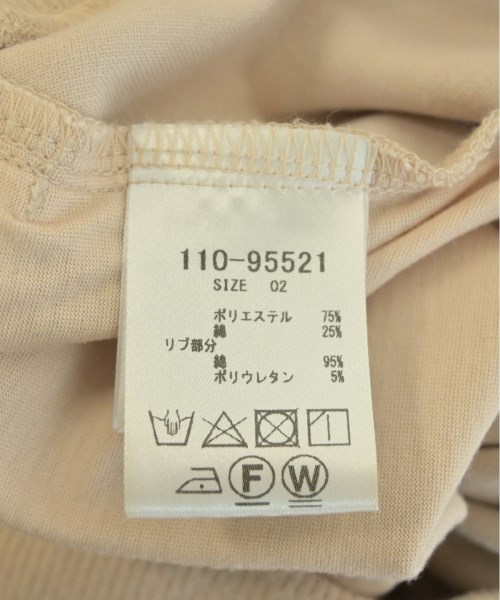 110-95521
SIZE 02
ポリエステル 75%
綿 25%
リブ部分
綿 95%
ポリウレタン 5%
F W